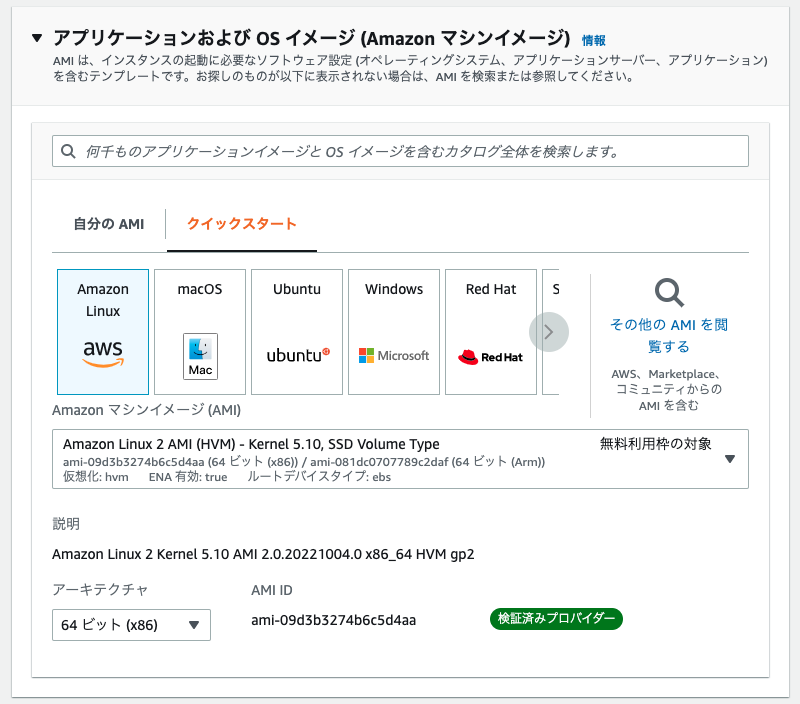 アプリケーションおよび OS イメージ (Amazon マシンイメージ) 情報
AMI は、インスタンスの起動に必要なソフトウェア設定 (オペレーティングシステム、アプリケーションサーバー、アプリケーション)
を含むテンプレートです。お探しのものが以下に表示されない場合は、AMI を検索または参照してください。
何千ものアプリケーションイメージと OS イメージを含むカタログ全体を検索します。
自分の AMI
クイックスタート
Amazon
Linux
aws
macOS
Mac
Ubuntu
ubuntu
Windows
Microsoft
Red Hat
Red Hat
S
その他の AMI を閲
覧する
AWS、Marketplace、
コミュニティからの
AMI を含む
Amazon マシンイメージ (AMI)
Amazon Linux 2 AMI (HVM) - Kernel 5.10, SSD Volume Type 無料利用枠の対象
ami-09d3b3274b6c5d4aa (64 ビット (x86)) / ami-081dc0707789c2daf (64 ビット (Arm))
仮想化: hvm ENA 有効: true ルートデバイスタイプ: ebs
説明
Amazon Linux 2 Kernel 5.10 AMI 2.0.20221004.0 x86_64 HVM gp2
アーキテクチャ
64 ビット (x86)
AMI ID
ami-09d3b3274b6c5d4aa
検証済みプロバイダー